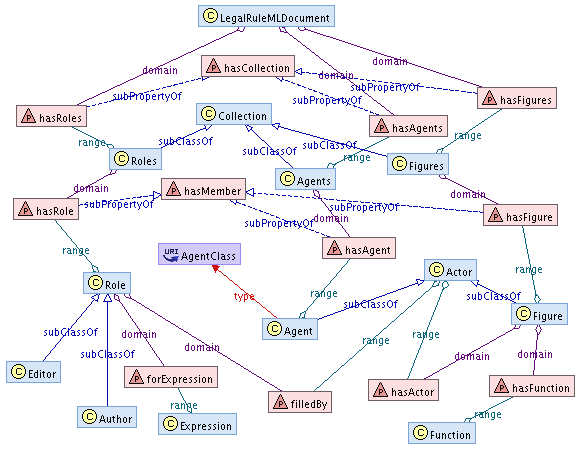 C LegalRuleMLDocument
domain
P hasCollection
domain
domain
subPropertyOf
subPropertyOf
subPropertyOf
P hasFigures
P hasRoles
C Collection
P hasAgents
range
subClassOf
subClassOf
subClassOf
range
range
C Roles
C Agents
C Figures
domain
P hasMember
domain
P hasRole
subPropertyOf
subPropertyOf
subPropertyOf
domain
P hasFigure
URI AgentClass
P hasAgent
range
C Actor
range
C Role
type
range
subClassOf
subClassOf
C Agent
C Figure
subClassOf
domain
range
range
subClassOf
domain
domain
domain
C Editor
P forExpression
P hasActor
P hasFunction
P filledBy
range
range
C Author
C Expression
C Function